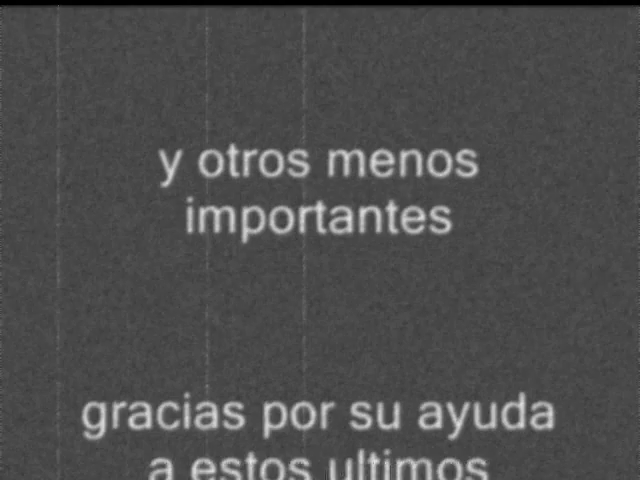 y otros menos
importantes
gracias por su ayuda
a estos ultimos